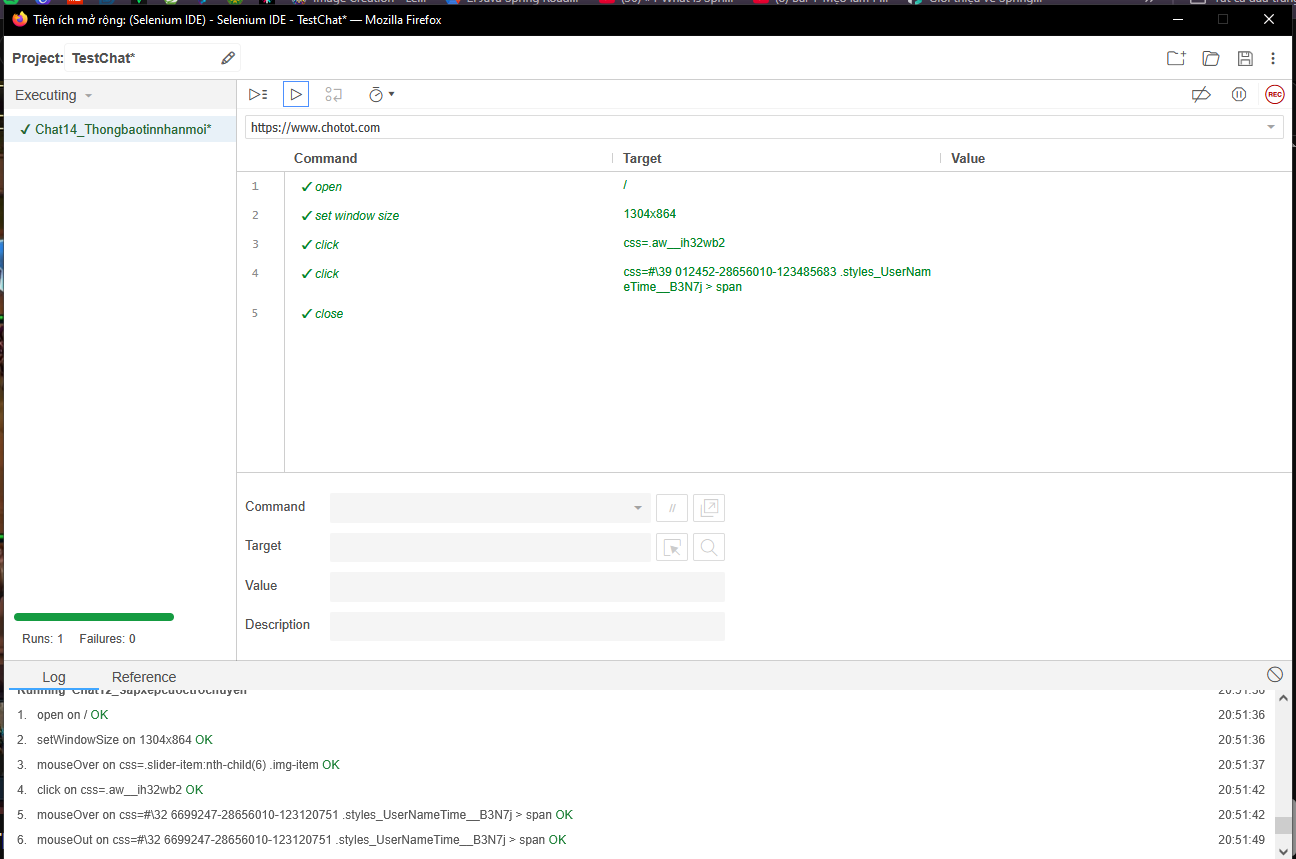 Tiện ích mở rộng: (Selenium IDE) - Selenium IDE - TestChat* — Mozilla Firefox
Project: TestChat*
Executing
REC
✓ Chat14_Thongbaotinnhanmoi*
https://www.chotot.com
Command Target Value
1 ✓ open /
2 ✓ set window size 1304x864
3 ✓ click css=.aw__ih32wb2
4 ✓ click css=#\39 012452-28656010-123485683 .styles_UserNam
eTime__B3N7j > span
5 ✓ close
Command //
Target
Value
Description
Runs: 1 Failures: 0
Log Reference
Running 'Chat12_Sapxepcuoctrochuyen' 20:51:36
1. open on / OK 20:51:36
2. setWindowSize on 1304x864 OK 20:51:36
3. mouseOver on css=.slider-item:nth-child(6) .img-item OK 20:51:37
4. click on css=.aw__ih32wb2 OK 20:51:42
5. mouseOver on css=#\32 6699247-28656010-123120751 .styles_UserNameTime__B3N7j > span OK 20:51:42
6. mouseOut on css=#\32 6699247-28656010-123120751 .styles_UserNameTime__B3N7j > span OK 20:51:49